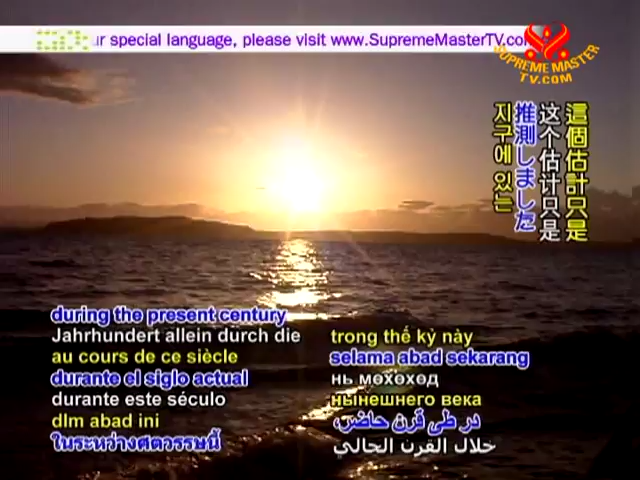 ur special language, please visit www.SupremeMasterTV.co
SUPREME MASTER
TV.COM
這個估計只是
这个估计只是
推測しました
지구에 있는
during the present century
Jahrhundert allein durch die
au cours de ce siècle
durante el siglo actual
durante este século
dlm abad ini
ในระหว่างศตวรรษนี้
trong thế kỷ này
selama abad sekarang
нь мөхөхөд
нынешнего века
در طی قرن حاضر،
خلال القرن الحالي